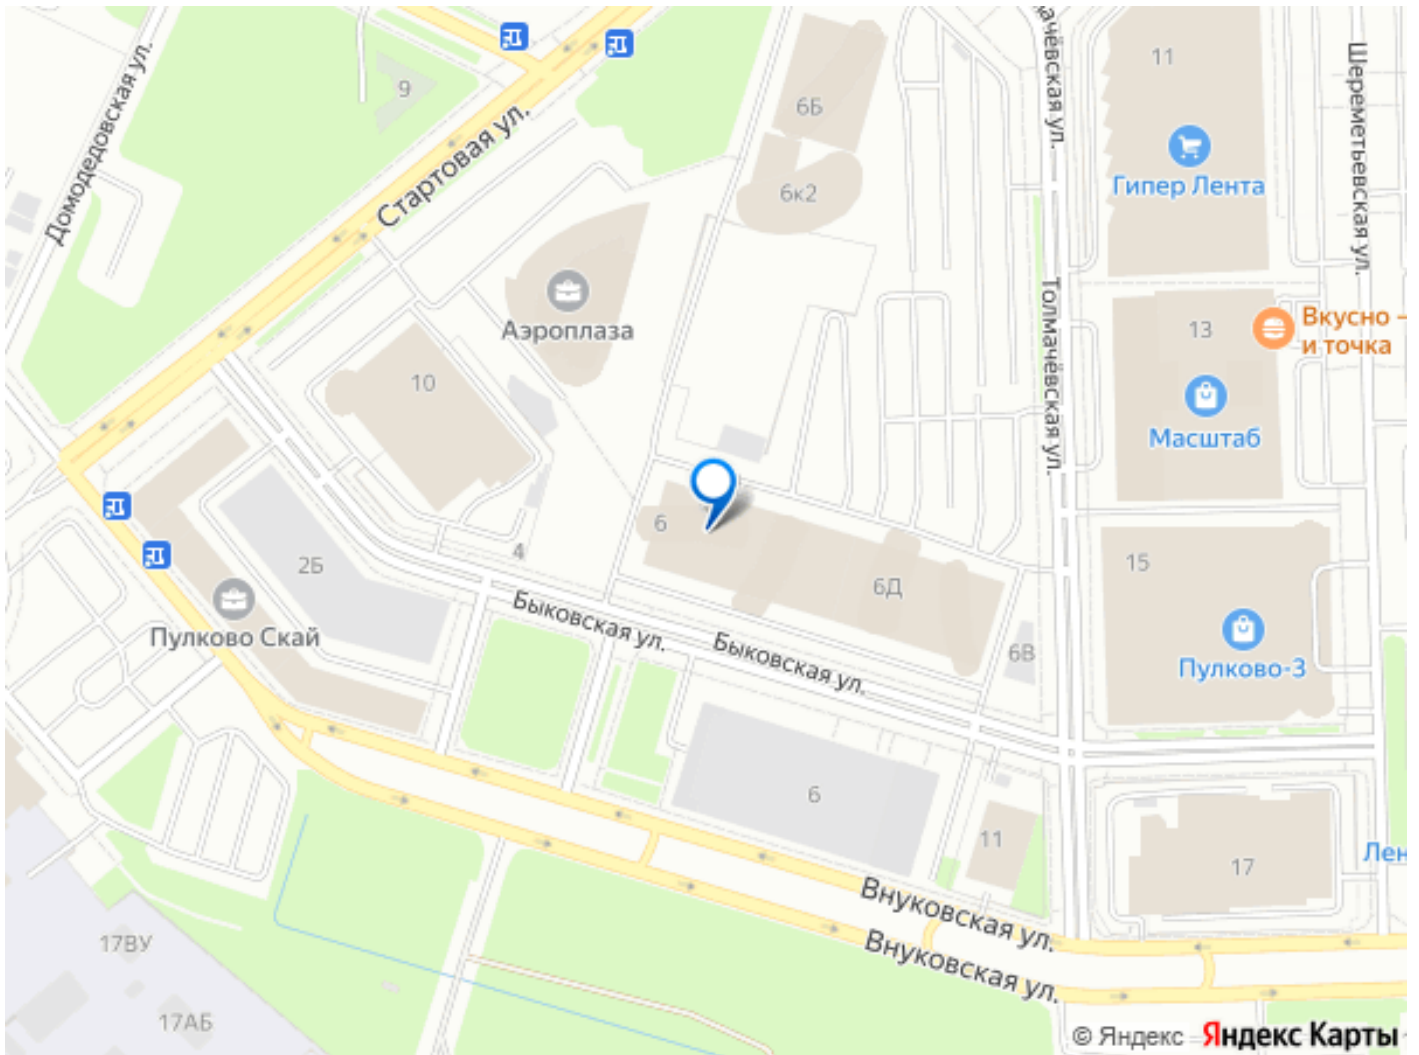 Домодедовская ул.
9
Стартовая ул.
6Б
6к2
11
Гипер Лента
Шереметьевская ул.
Аэроплаза
10
Толмачёвская ул.
13
Вкусно –
и точка
Масштаб
6
4
2Б
6Д
15
Пулково Скай
Быковская ул.
Быковская ул.
6В
Пулково-3
6
11
17
Лен
Внуковская ул.
Внуковская ул.
17ВУ
17АБ
© Яндекс Яндекс Карты